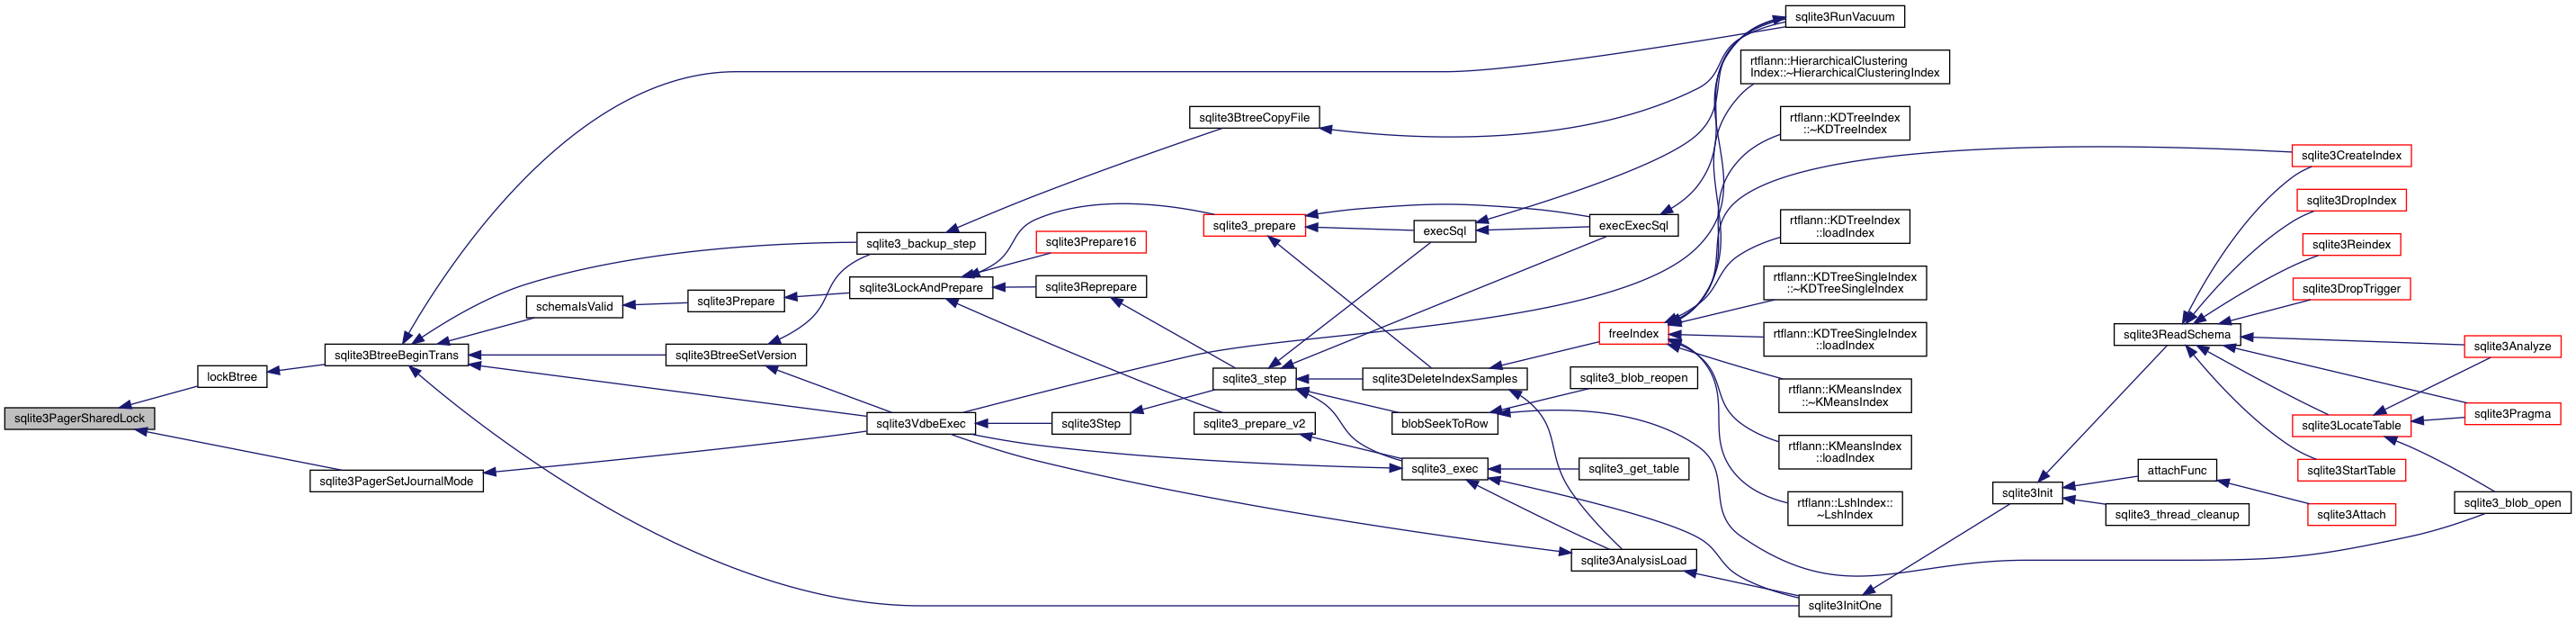 sqlite3PagerSharedLock
lockBtree
sqlite3PagerSetJournalMode
sqlite3BtreeBeginTrans
schemaIsValid
sqlite3BtreeSetVersion
sqlite3Prepare
sqlite3_backup_step
sqlite3LockAndPrepare
sqlite3VdbeExec
sqlite3Prepare16
sqlite3Reprepare
sqlite3Step
sqlite3BtreeCopyFile
sqlite3_prepare
sqlite3_step
sqlite3_prepare_v2
execSql
sqlite3DeleteIndexSamples
blobSeekToRow
sqlite3_exec
execExecSql
freeIndex
sqlite3_blob_reopen
sqlite3_get_table
sqlite3AnalysisLoad
sqlite3RunVacuum
rtflann::HierarchicalClustering
Index::~HierarchicalClusteringIndex
rtflann::KDTreeIndex
::~KDTreeIndex
rtflann::KDTreeIndex
::loadIndex
rtflann::KDTreeSingleIndex
::~KDTreeSingleIndex
rtflann::KDTreeSingleIndex
::loadIndex
rtflann::KMeansIndex
::~KMeansIndex
rtflann::KMeansIndex
::loadIndex
rtflann::LshIndex::
~LshIndex
sqlite3InitOne
sqlite3Init
sqlite3ReadSchema
attachFunc
sqlite3_thread_cleanup
sqlite3CreateIndex
sqlite3DropIndex
sqlite3Reindex
sqlite3DropTrigger
sqlite3LocateTable
sqlite3StartTable
sqlite3Attach
sqlite3Analyze
sqlite3Pragma
sqlite3_blob_open